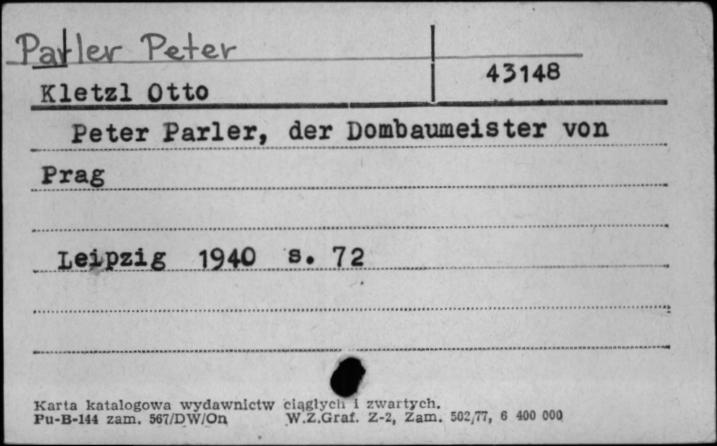 Parler Peter
43148
Kletzl Otto
Peter Parler, der Dombaumeister von
Prag
Leipzig 1940 s. 72
Karta katalogowa wydawnictw ciągłych i zwartych.
Pu-B-144 zam. 567/DW/On W.Z.Graf. Z-2, Zam. 502/77, 6 400 000